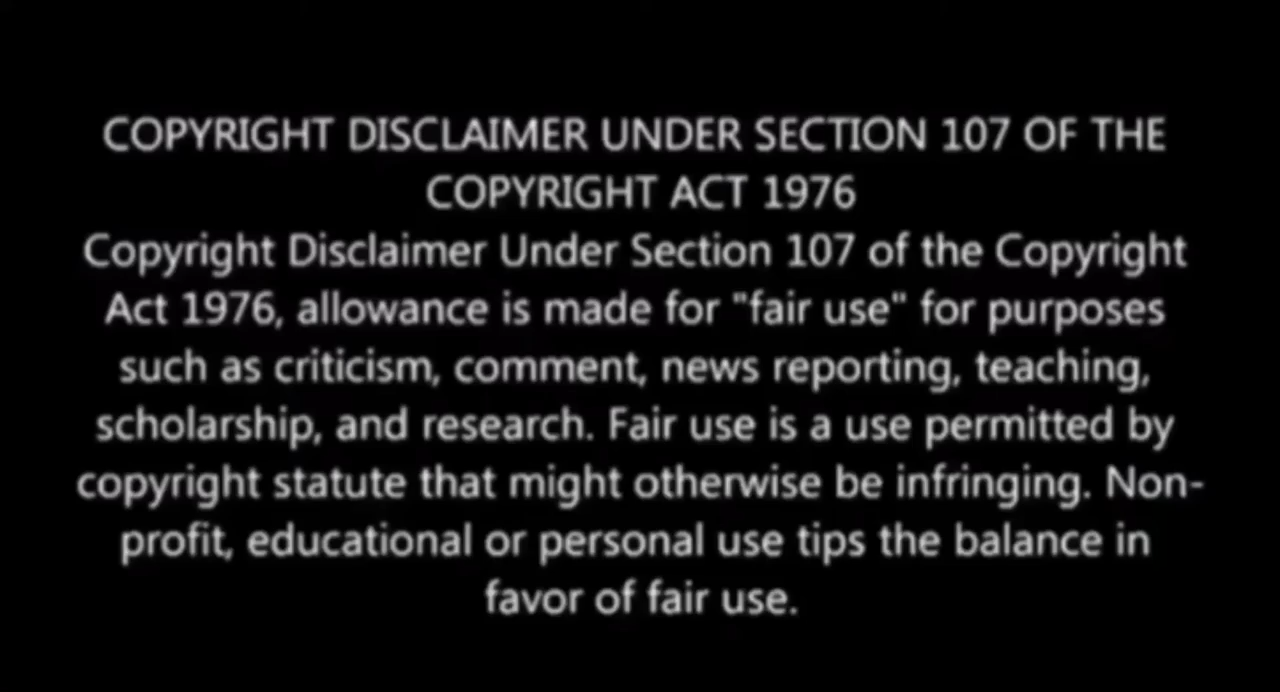 COPYRIGHT DISCLAIMER UNDER SECTION 107 OF THE
COPYRIGHT ACT 1976
Copyright Disclaimer Under Section 107 of the Copyright
Act 1976, allowance is made for "fair use" for purposes
such as criticism, comment, news reporting, teaching,
scholarship, and research. Fair use is a use permitted by
copyright statute that might otherwise be infringing. Non-
profit, educational or personal use tips the balance in
favor of fair use.